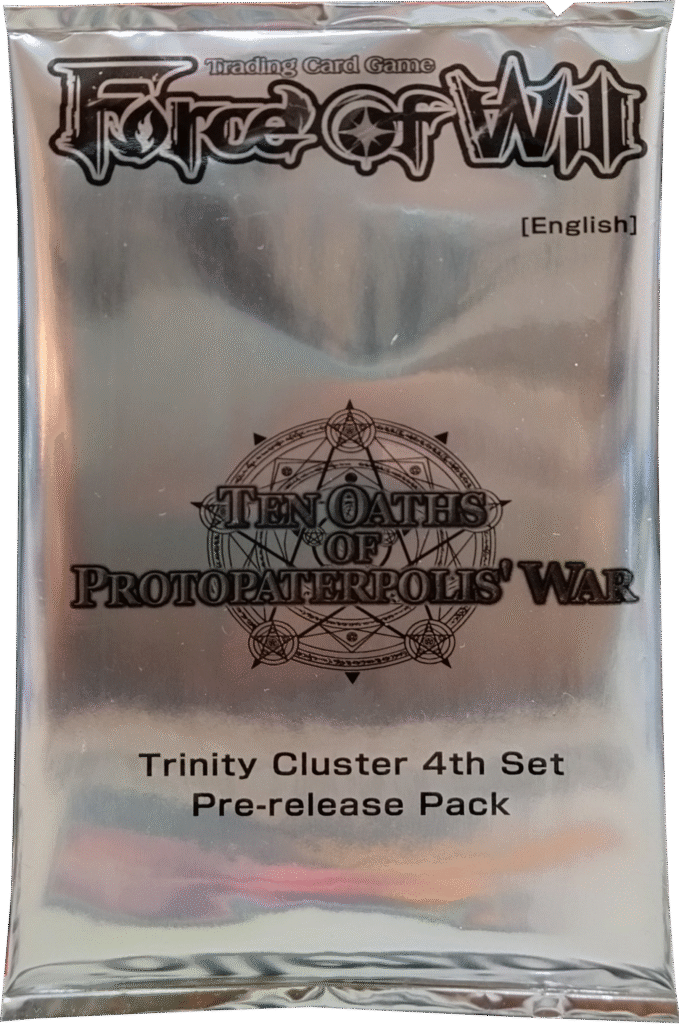 Trading Card Game
Force of Will
[English]
Ten Oaths
of
Protopaterpolis' War
Trinity Cluster 4th Set
Pre-release Pack